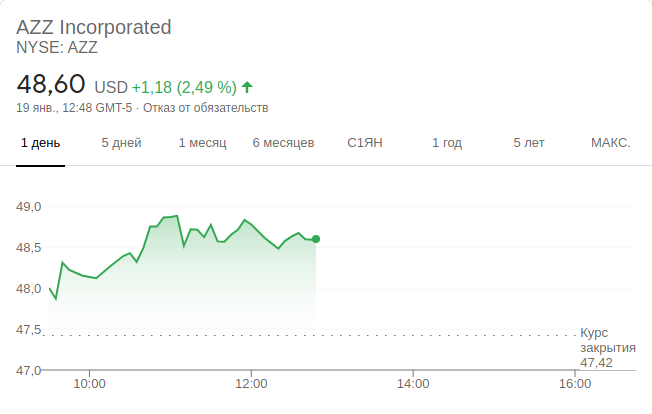 AZZ Incorporated
NYSE: AZZ
48,60 USD +1,18 (2,49 %)
19 янв., 12:48 GMT-5 · Отказ от обязательств
1 день 5 дней 1 месяц 6 месяцев С1ЯН 1 год 5 лет МАКС.
49,0
48,5
48,0
47,5
Курс
закрытия
47,42
47,0
10:00 12:00 14:00 16:00